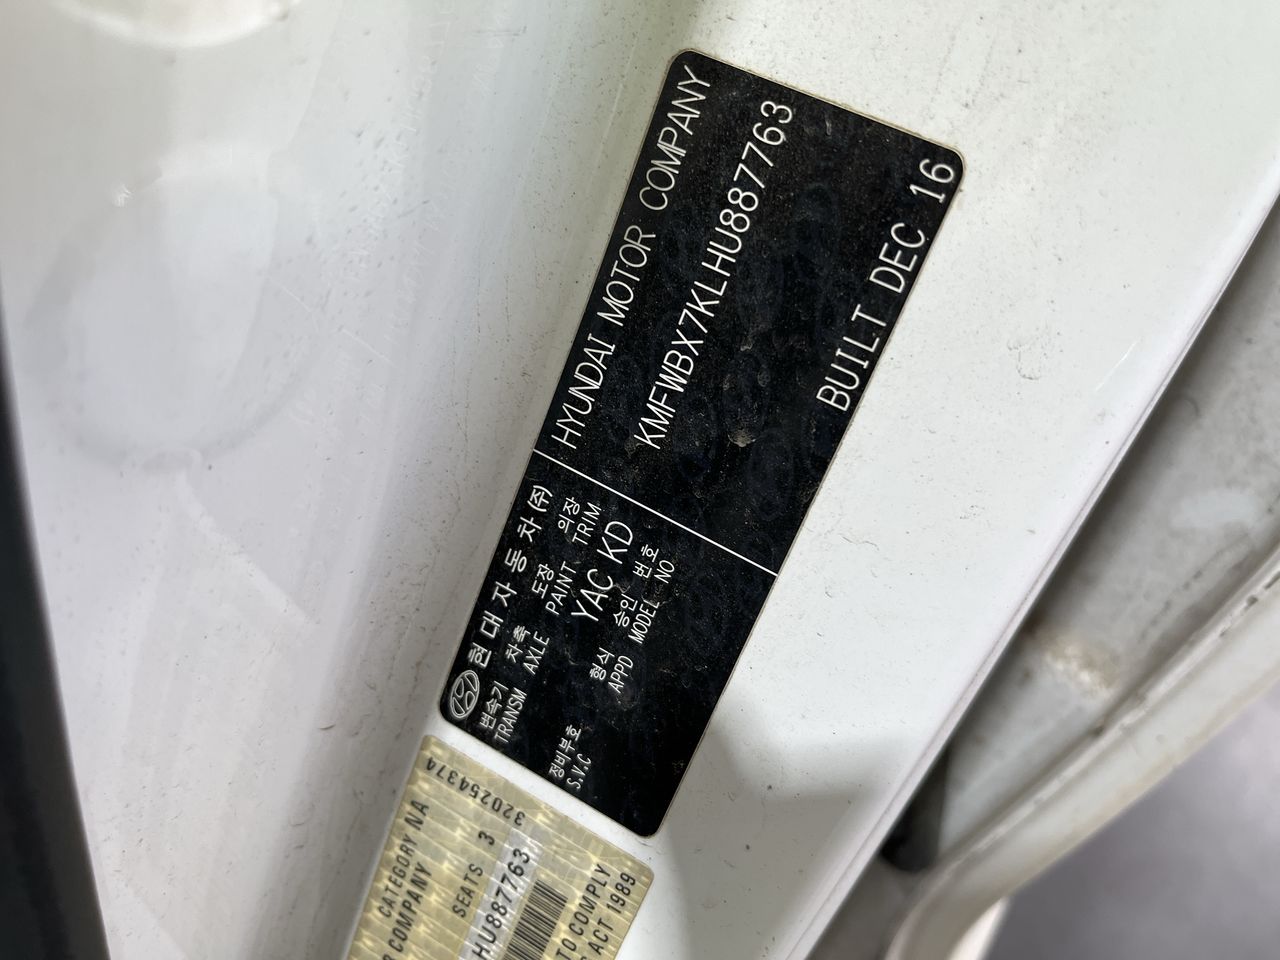 현대자동차(주)
변속기 차축 도장 의장
TRANSM AXLE PAINT TRIM
YAC KD
형식 승인 번호
APPD MODEL NO
정비부호
S.V.C
HYUNDAI MOTOR COMPANY
KMFWBX7KLHU887763
BUILT DEC 16
320254374
CATEGORY NA
COMPANY
SEATS 3
HU887763
TO COMPLY
ACT 1989